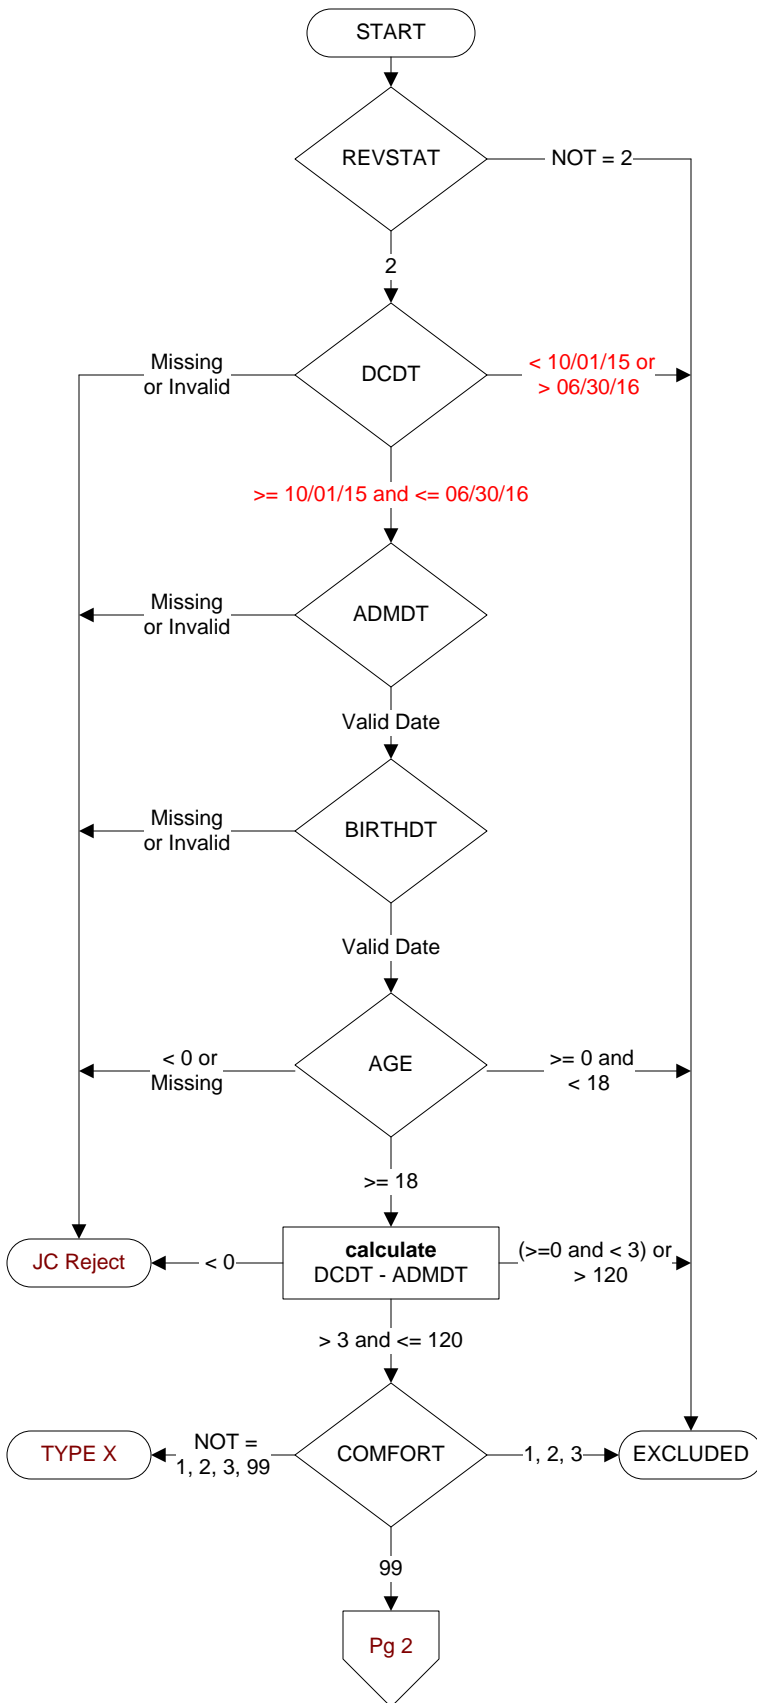 START
REVSTAT
NOT = 2
2
Missing
or Invalid
DCDT
< 10/01/15 or
> 06/30/16
>= 10/01/15 and <= 06/30/16
Missing
or Invalid
ADMDT
Valid Date
Missing
or Invalid
BIRTHDT
Valid Date
< 0 or
Missing
AGE
>= 0 and
< 18
>= 18
JC Reject
< 0
calculate
DCDT - ADMDT
(>=0 and < 3) or
> 120
> 3 and <= 120
TYPE X
NOT =
1, 2, 3, 99
COMFORT
1, 2, 3
EXCLUDED
99
Pg 2